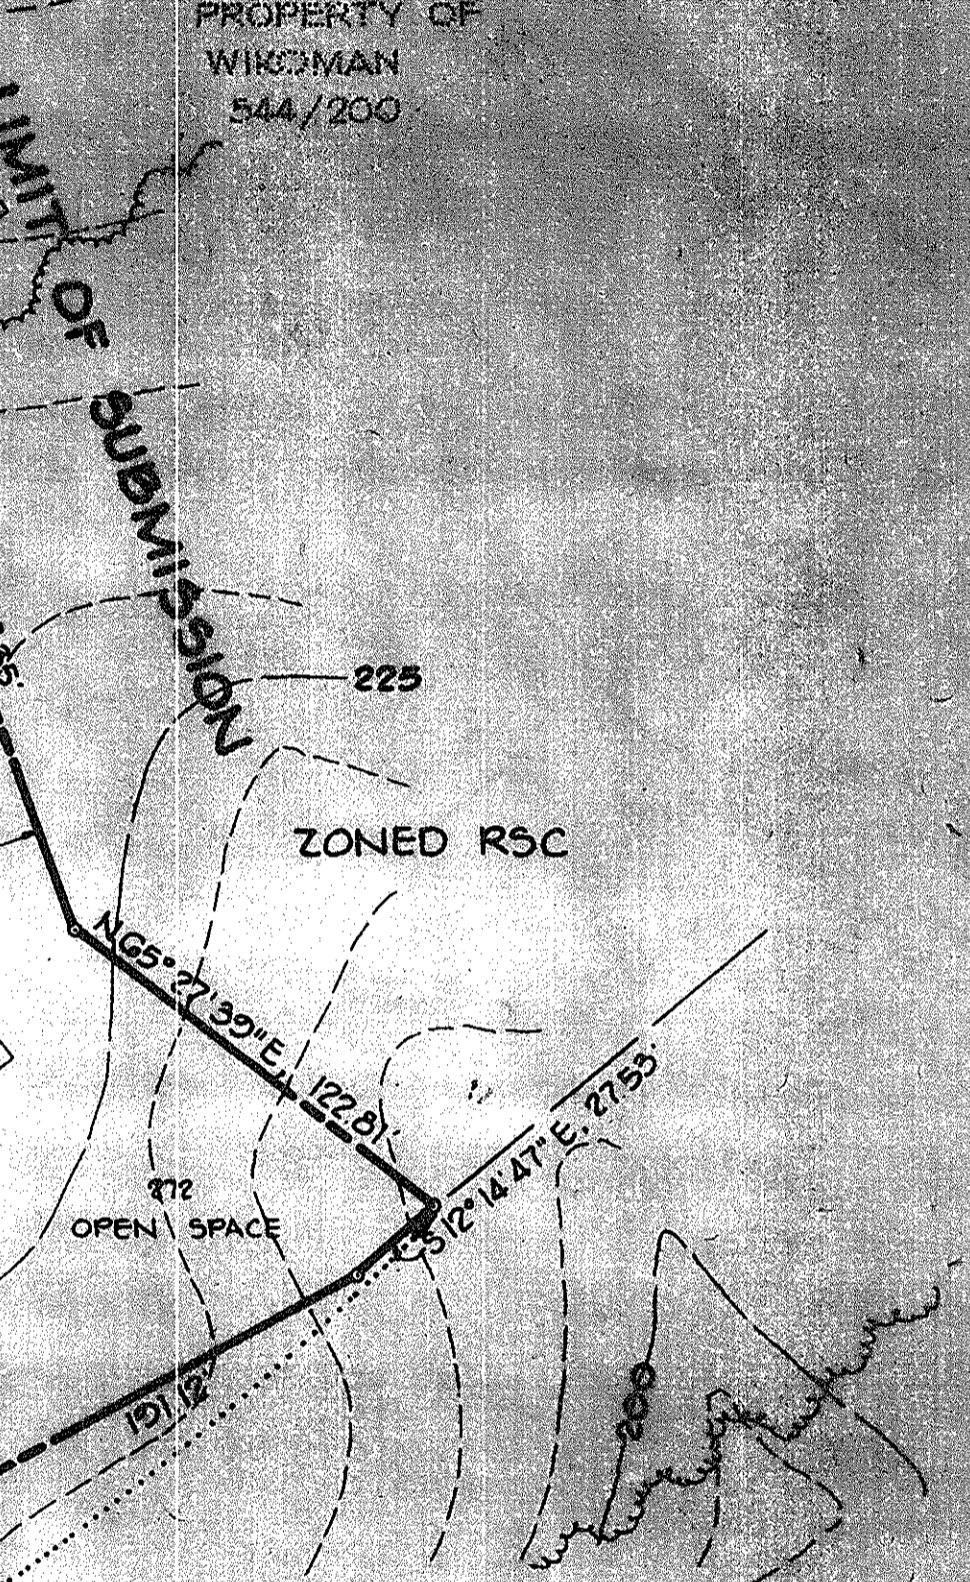 PROPERTY OF
WIKOMAN
544/200
LIMIT OF SUBMISSION
225
ZONED RSC
N65°27'39"E, 122.81'
S12°14'47"E, 27.53'
272
OPEN SPACE
191.12'
200